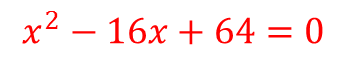 x² − 16x + 64 = 0